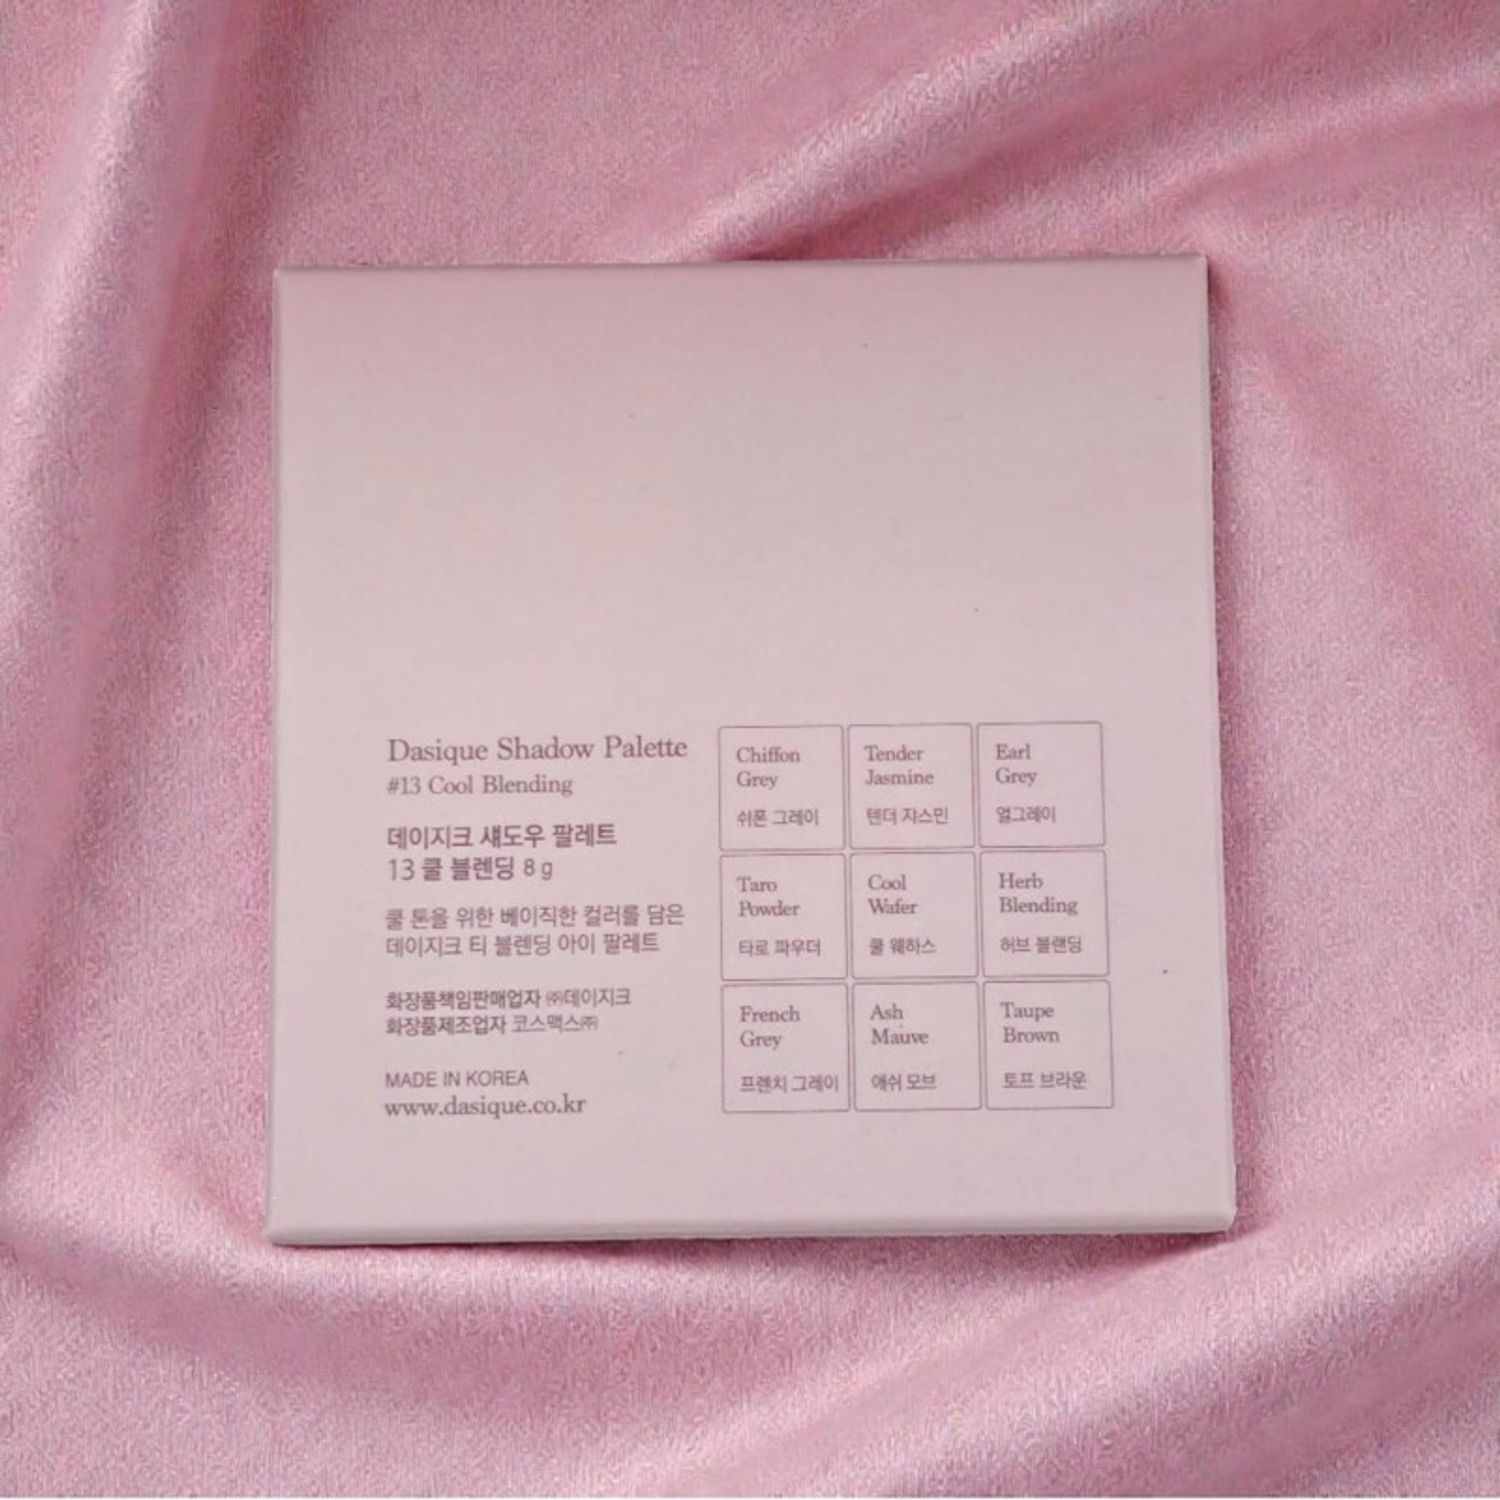 Dasique Shadow Palette
#13 Cool Blending
데이지크 섀도우 팔레트
13 쿨 블렌딩 8 g
쿨 톤을 위한 베이직한 컬러를 담은
데이지크 티 블렌딩 아이 팔레트
화장품책임판매업자 ㈜데이지크
화장품제조업자 코스맥스㈜
MADE IN KOREA
www.dasique.co.kr
Chiffon
Grey
쉬폰 그레이
Tender
Jasmine
텐더 자스민
Earl
Grey
얼그레이
Taro
Powder
타로 파우더
Cool
Wafer
쿨 웨하스
Herb
Blending
허브 블랜딩
French
Grey
프렌치 그레이
Ash
Mauve
애쉬 모브
Taupe
Brown
토프 브라운